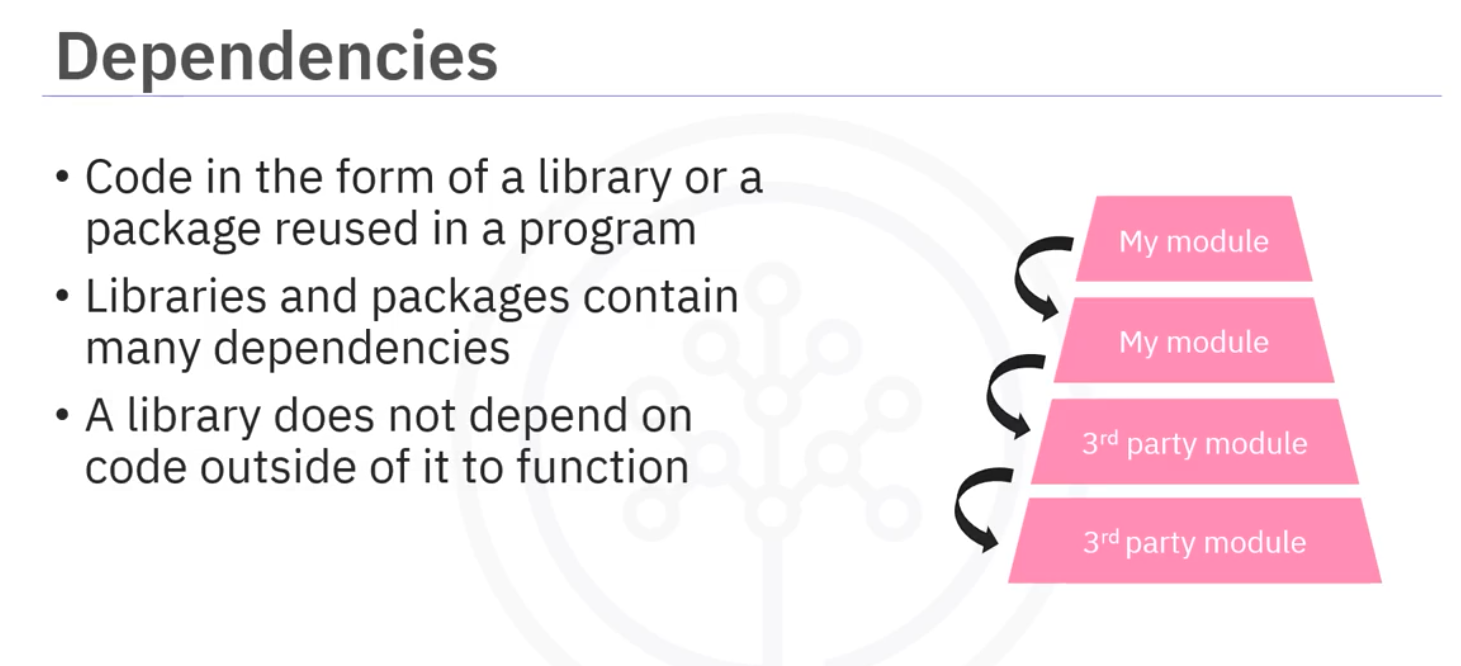 Dependencies
• Code in the form of a library or a
package reused in a program
• Libraries and packages contain
many dependencies
• A library does not depend on
code outside of it to function
My module
My module
3rd party module
3rd party module